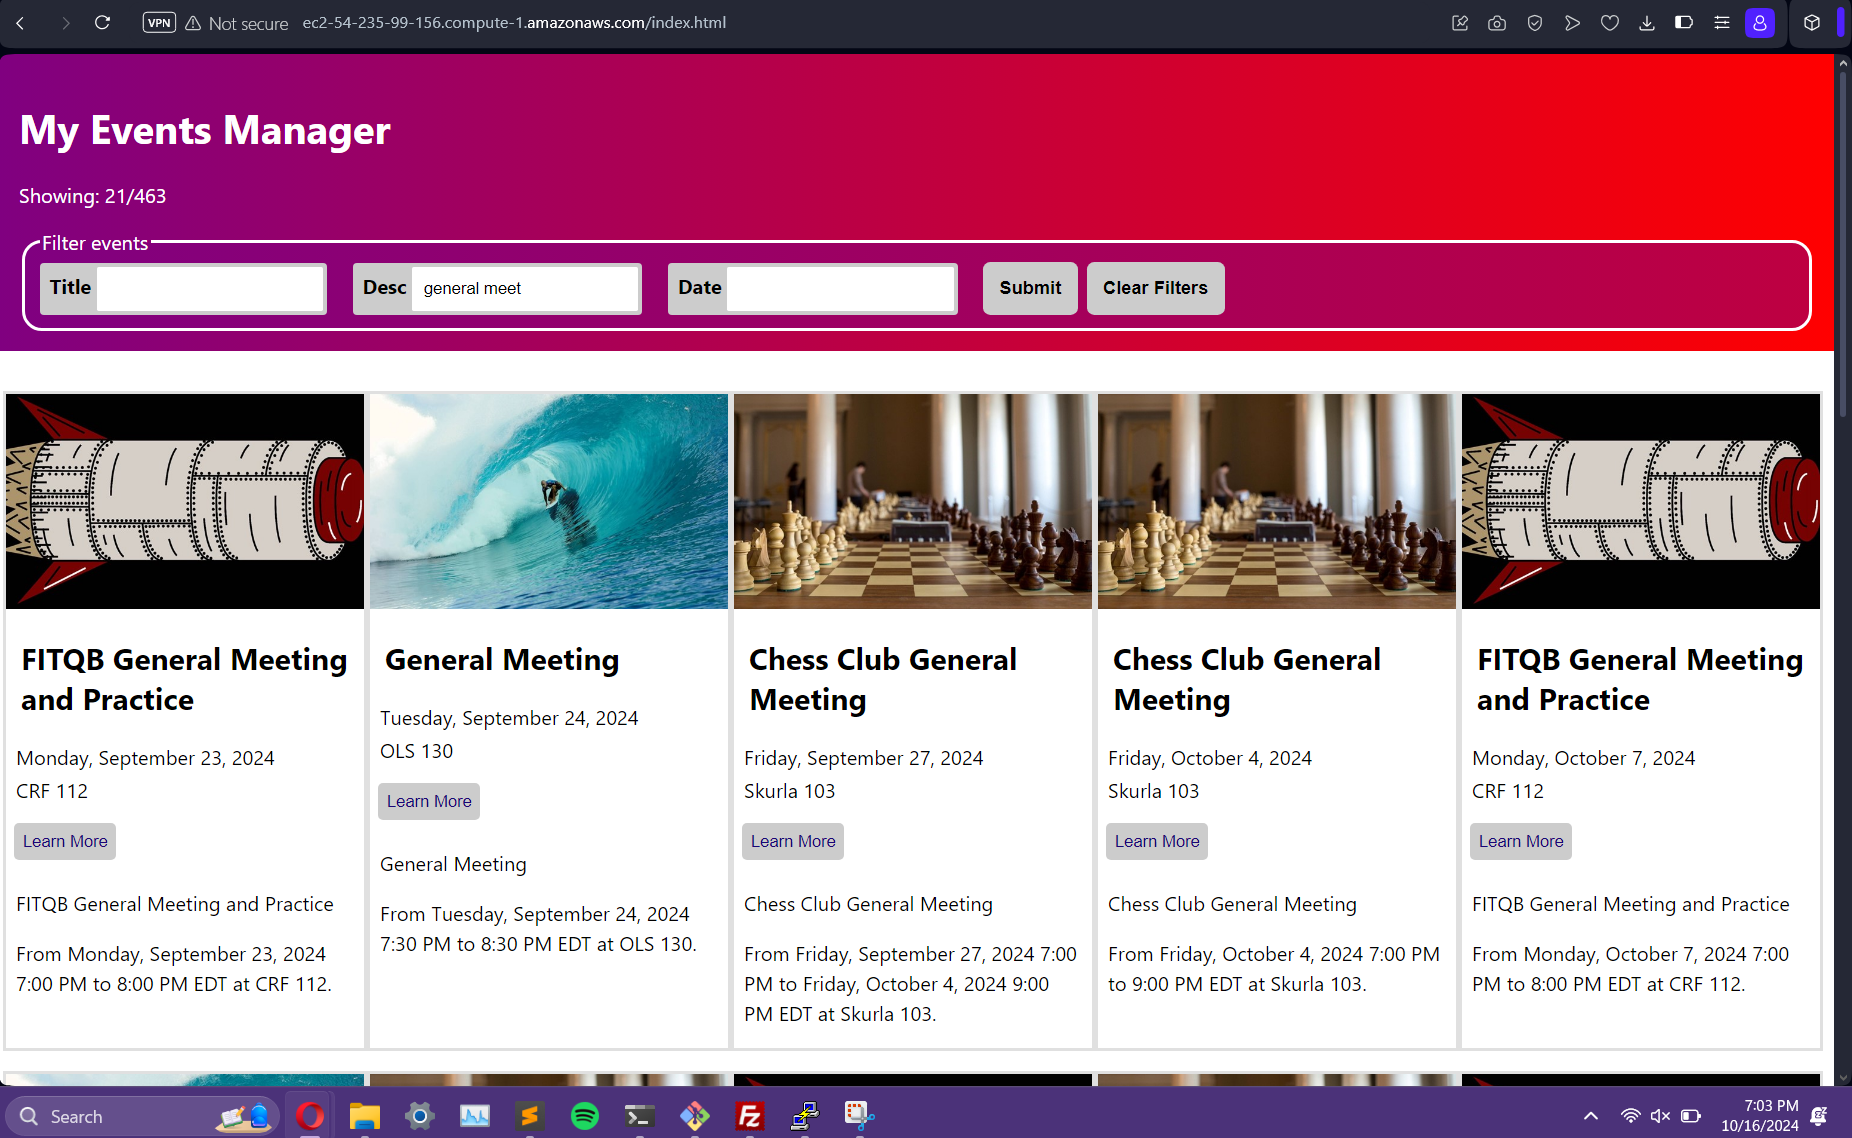 VPN Not secure ec2-54-235-99-156.compute-1.amazonaws.com/index.html
My Events Manager
Showing: 21/463
Filter events
Title Desc general meet Date Submit Clear Filters
FITQB General Meeting
and Practice
Monday, September 23, 2024
CRF 112
Learn More
FITQB General Meeting and Practice
From Monday, September 23, 2024
7:00 PM to 8:00 PM EDT at CRF 112.
General Meeting
Tuesday, September 24, 2024
OLS 130
Learn More
General Meeting
From Tuesday, September 24, 2024
7:30 PM to 8:30 PM EDT at OLS 130.
Chess Club General
Meeting
Friday, September 27, 2024
Skurla 103
Learn More
Chess Club General Meeting
From Friday, September 27, 2024 7:00
PM to Friday, October 4, 2024 9:00
PM EDT at Skurla 103.
Chess Club General
Meeting
Friday, October 4, 2024
Skurla 103
Learn More
Chess Club General Meeting
From Friday, October 4, 2024 7:00 PM
to 9:00 PM EDT at Skurla 103.
FITQB General Meeting
and Practice
Monday, October 7, 2024
CRF 112
Learn More
FITQB General Meeting and Practice
From Monday, October 7, 2024 7:00
PM to 8:00 PM EDT at CRF 112.
Search
Fz
7:03 PM
10/16/2024